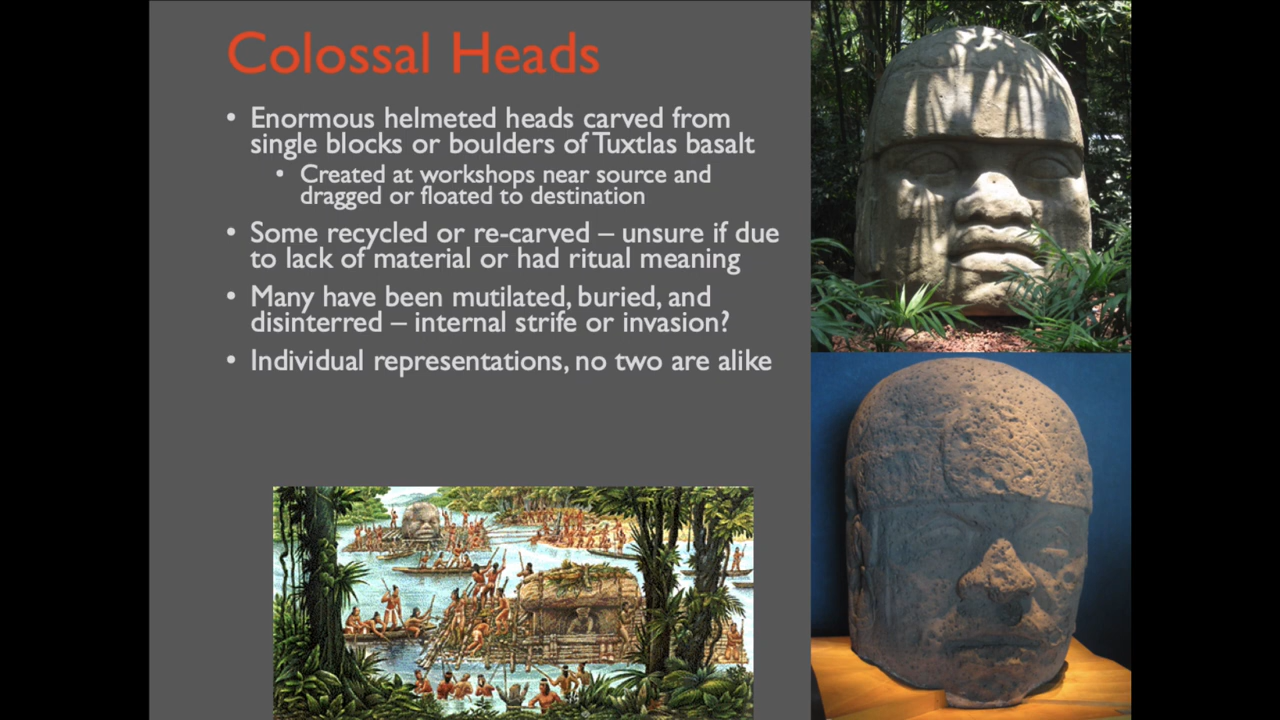 Colossal Heads
• Enormous helmeted heads carved from
single blocks or boulders of Tuxtlas basalt
• Created at workshops near source and
dragged or floated to destination
• Some recycled or re-carved – unsure if due
to lack of material or had ritual meaning
• Many have been mutilated, buried, and
disinterred – internal strife or invasion?
• Individual representations, no two are alike